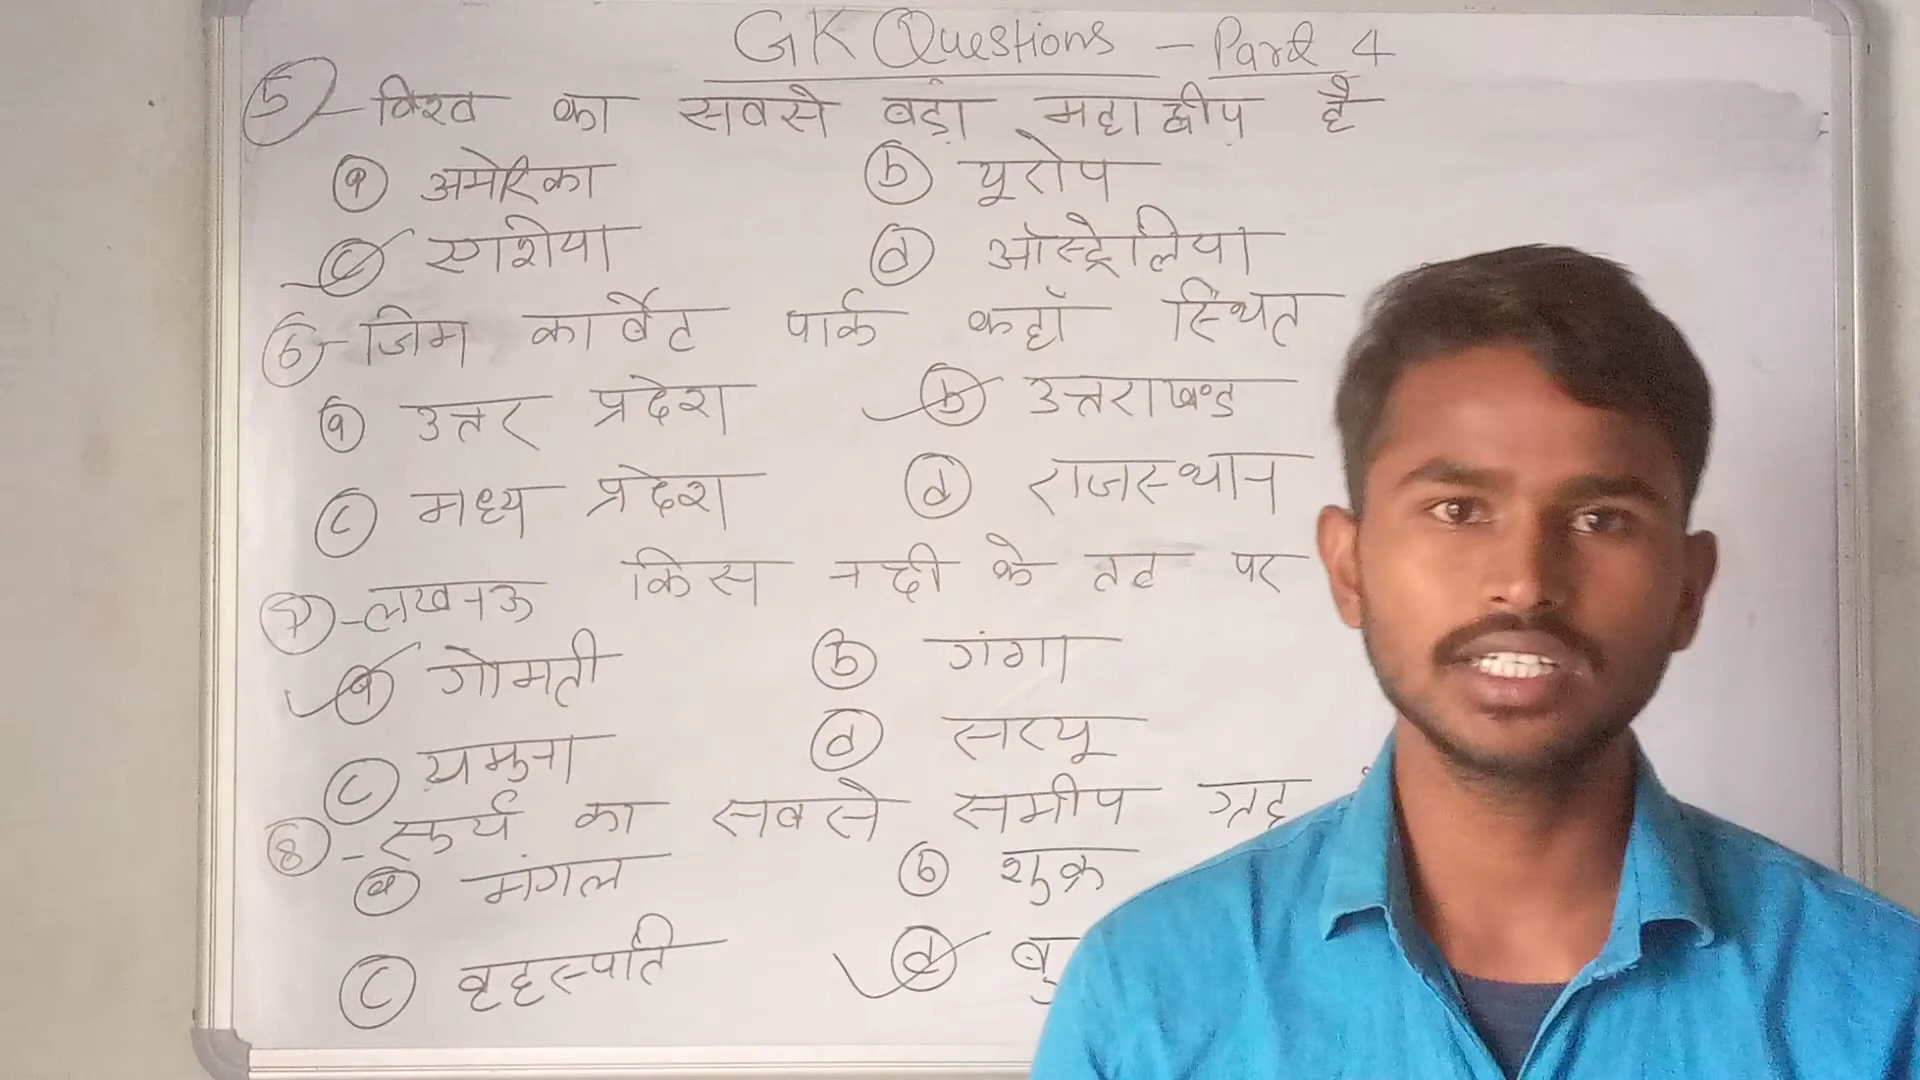 GK Questions - Part 4
5 - विश्व का सबसे बड़ा महाद्वीप है
a अमेरिका b यूरोप
c एशिया d ऑस्ट्रेलिया
6 - जिम कार्बेट पार्क कहाँ स्थित
a उत्तर प्रदेश b उत्तराखण्ड
c मध्य प्रदेश d राजस्थान
7 - लखनऊ किस नदी के तट पर
a गोमती b गंगा
c यमुना d सरयू
8 - सूर्य का सबसे समीप ग्रह
a मंगल b शुक्र
c वृहस्पति d